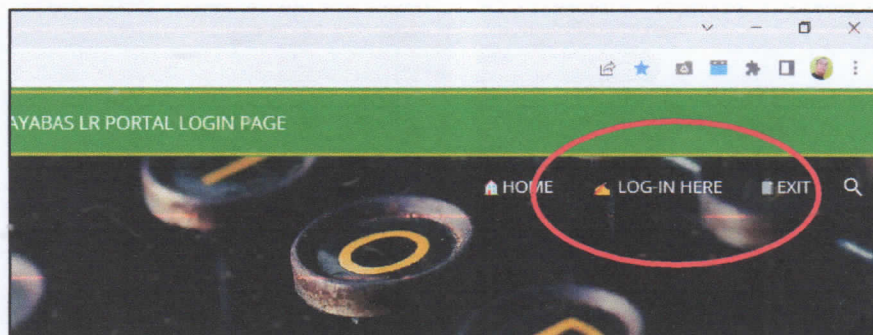 AYABAS LR PORTAL LOGIN PAGE
HOME LOG-IN HERE EXIT